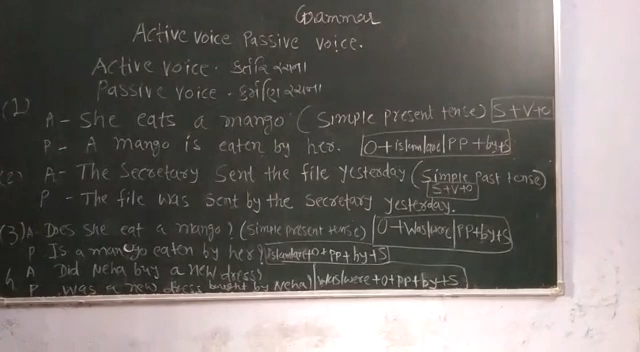 Grammar
Active voice Passive voice.
Active voice - કર્તરિ રચના
Passive voice - કર્મણિ રચના
(1) A - She eats a mango. (Simple present tense) S+V+O
P - A mango is eaten by her. O+is/am/are/PP+by+S
(2) A - The Secretary Sent the file yesterday (Simple past tense)
S+V+O
P - The file was sent by the Secretary yesterday.
(3) A Does she eat a mango? (Simple present tense) O+was/were/PP+by+S
P Is a mango eaten by her? is/am/are+O+PP+by+S
4 A Did Neha buy a new dress?
P Was a new dress bought by Neha? Was/were+O+PP+by+S